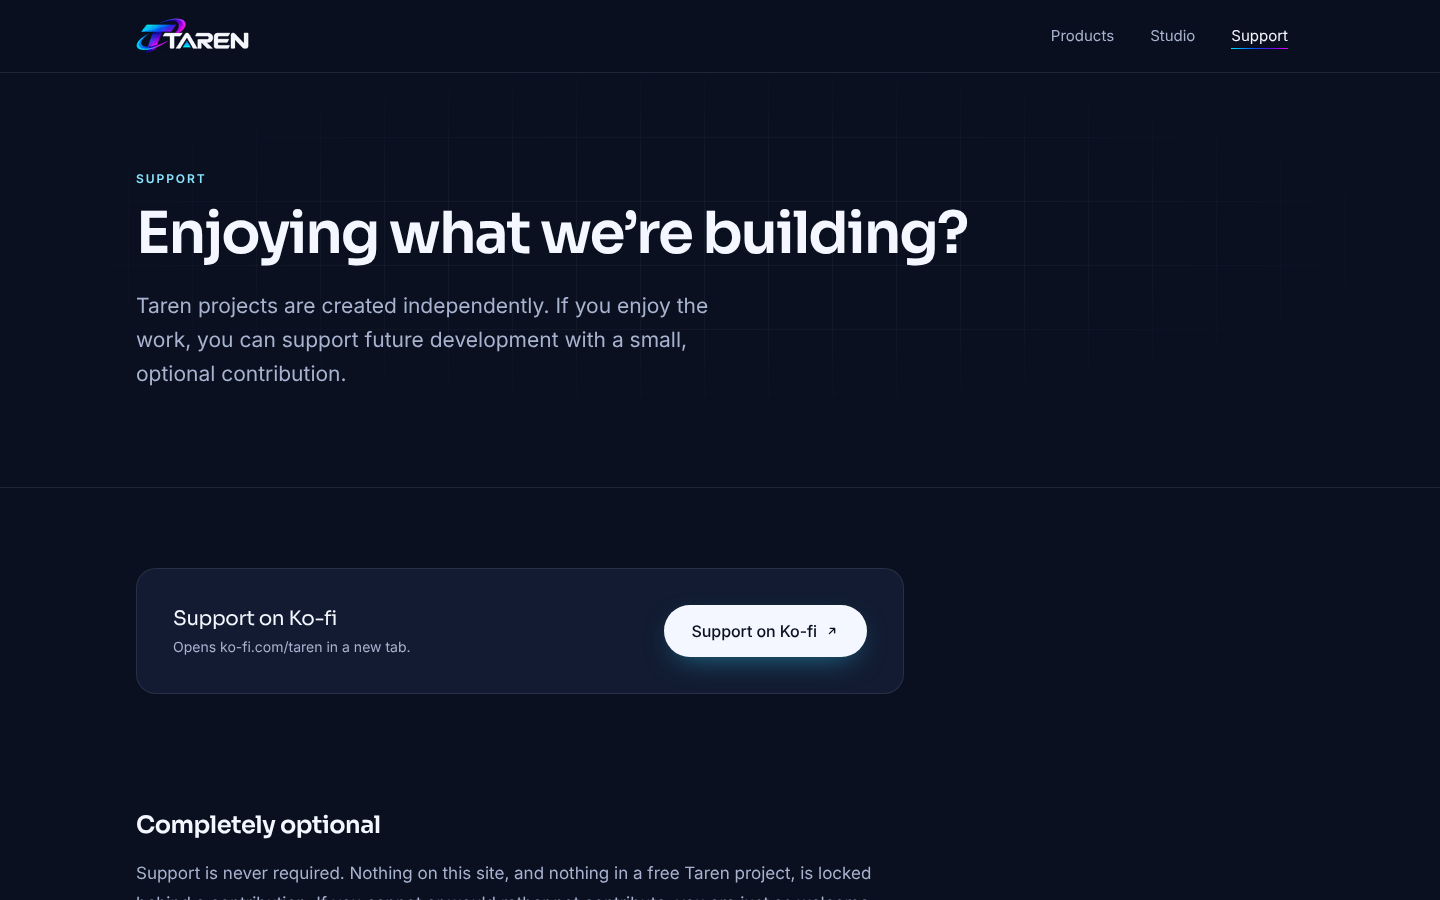 TAREN
Products
Studio
Support
SUPPORT
Enjoying what we’re building?
Taren projects are created independently. If you enjoy the
work, you can support future development with a small,
optional contribution.
Support on Ko-fi
Opens ko-fi.com/taren in a new tab.
Support on Ko-fi ↗
Completely optional
Support is never required. Nothing on this site, and nothing in a free Taren project, is locked